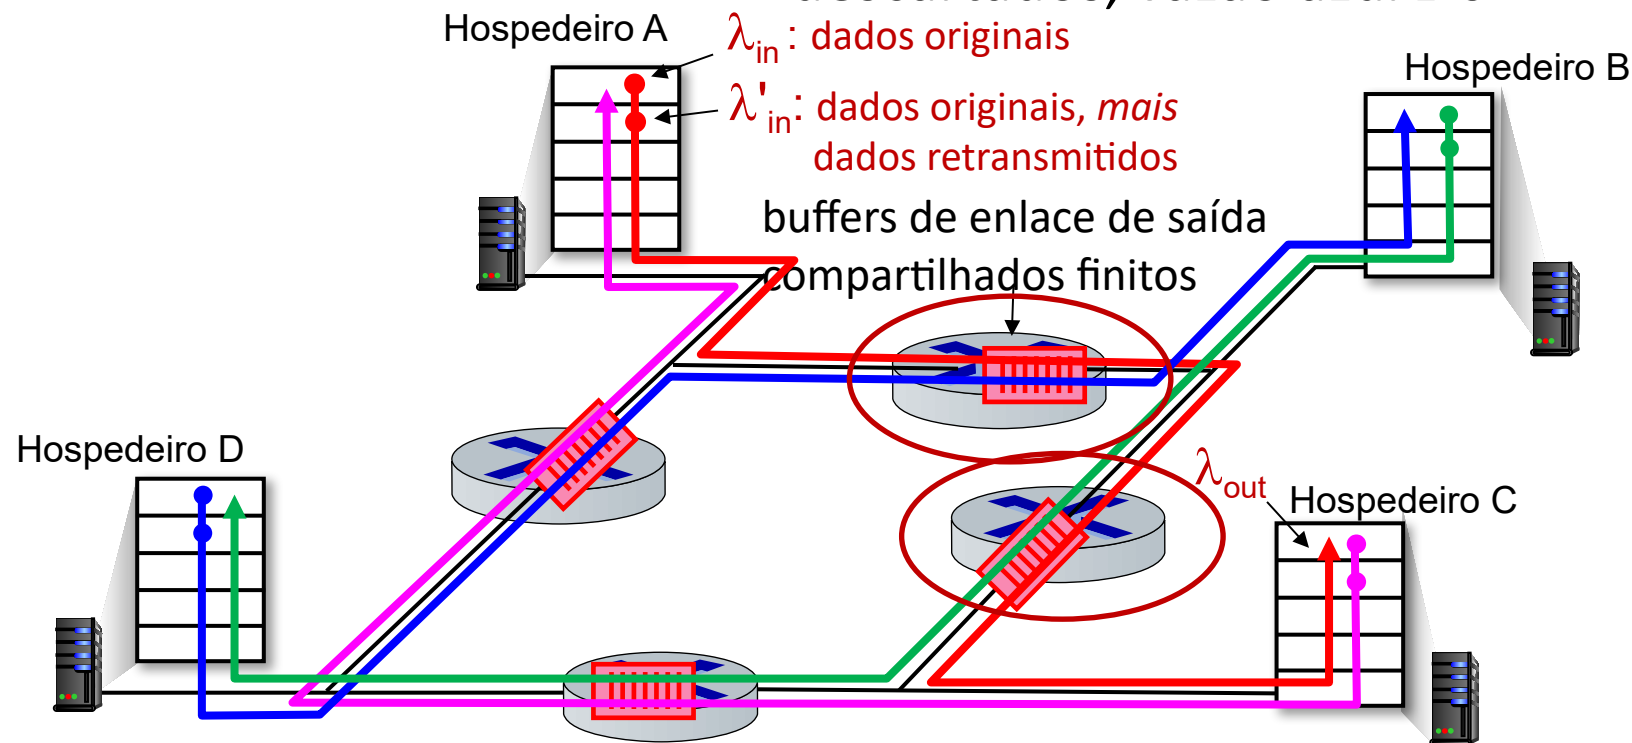 Hospedeiro A
λin : dados originais
Hospedeiro B
λ'in: dados originais, mais
dados retransmitidos
buffers de enlace de saída
compartilhados finitos
Hospedeiro D
λout
Hospedeiro C